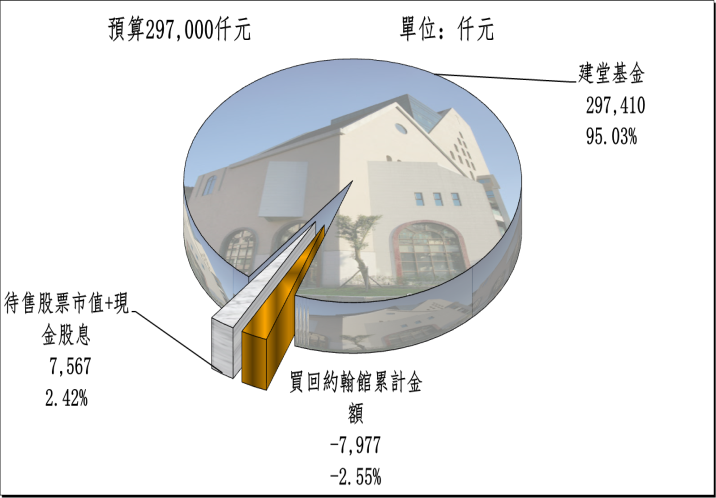 預算297,000仟元
單位：仟元
建堂基金
297,410
95.03%
待售股票市值+現
金股息
7,567
2.42%
買回約翰館累計金
額
-7,977
-2.55%